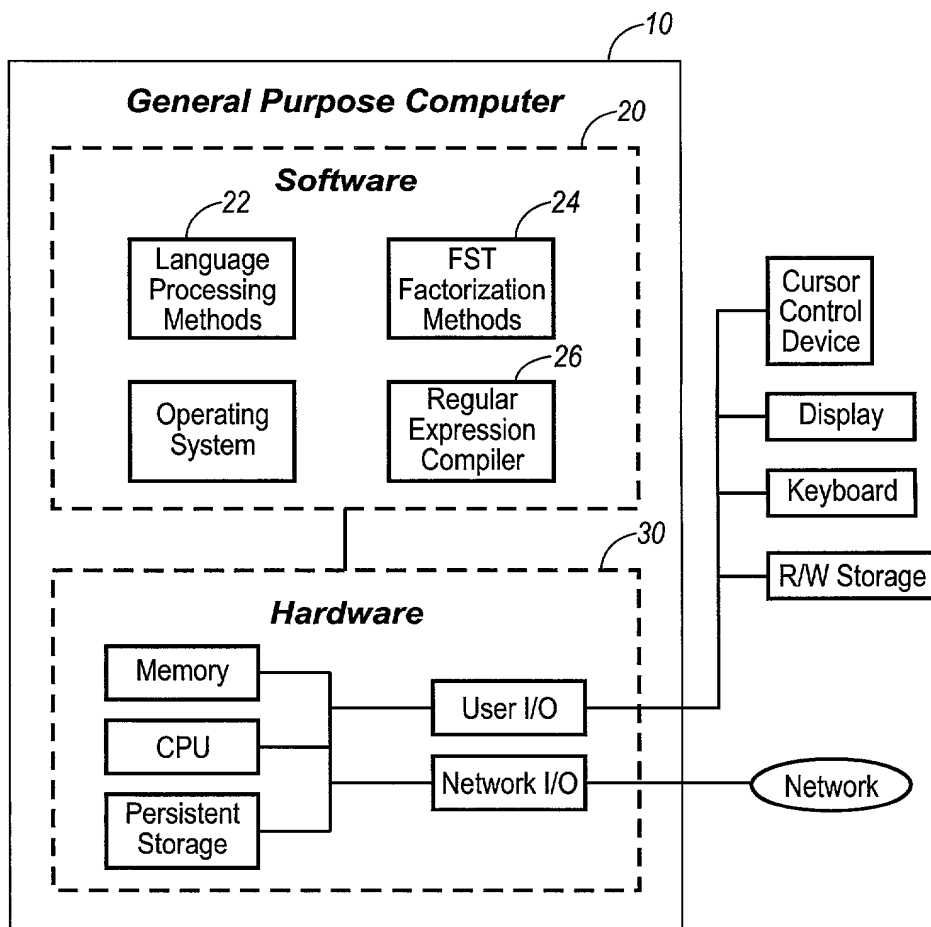 10
General Purpose Computer
20
Software
22
Language
Processing
Methods
24
FST
Factorization
Methods
Operating
System
26
Regular
Expression
Compiler
Cursor
Control
Device
Display
Keyboard
R/W Storage
30
Hardware
Memory
CPU
Persistent
Storage
User I/O
Network I/O
Network